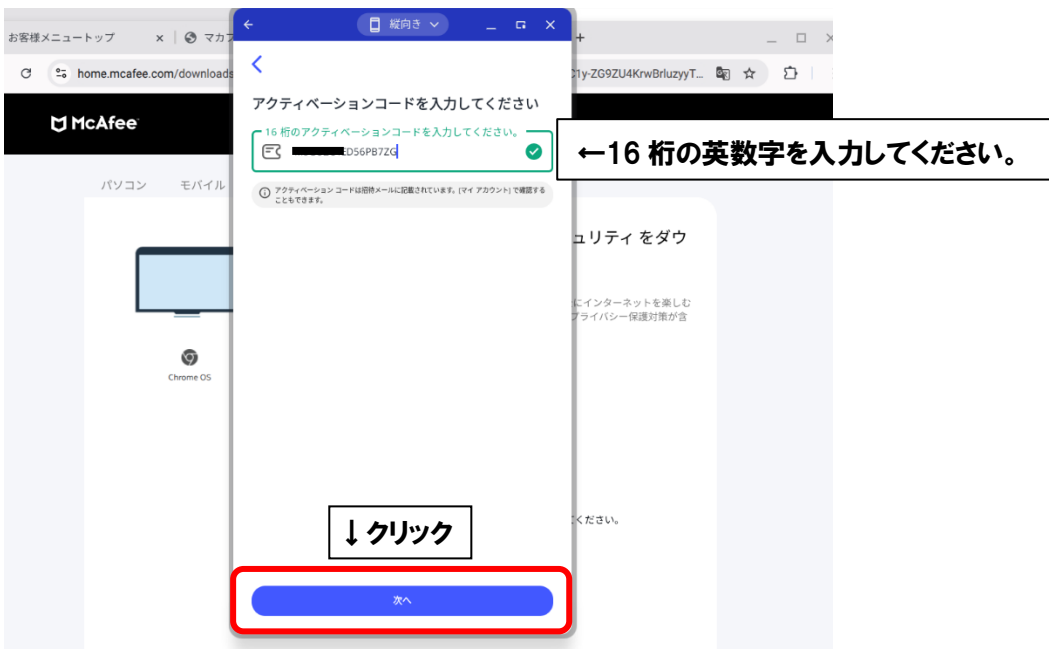 縦向き
お客様メニュートップ
マカフ
home.mcafee.com/downloads
1y-ZG9ZU4KrwBrluzyyT...
McAfee
アクティベーションコードを入力してください
16 桁のアクティベーションコードを入力してください。
ED56PB7ZG
←16 桁の英数字を入力してください。
アクティベーション コードは招待メールに記載されています。[マイ アカウント] で確認する
こともできます。
パソコン モバイル
ュリティ をダウ
にインターネットを楽しむ
プライバシー保護対策が含
Chrome OS
ください。
↓クリック
次へ